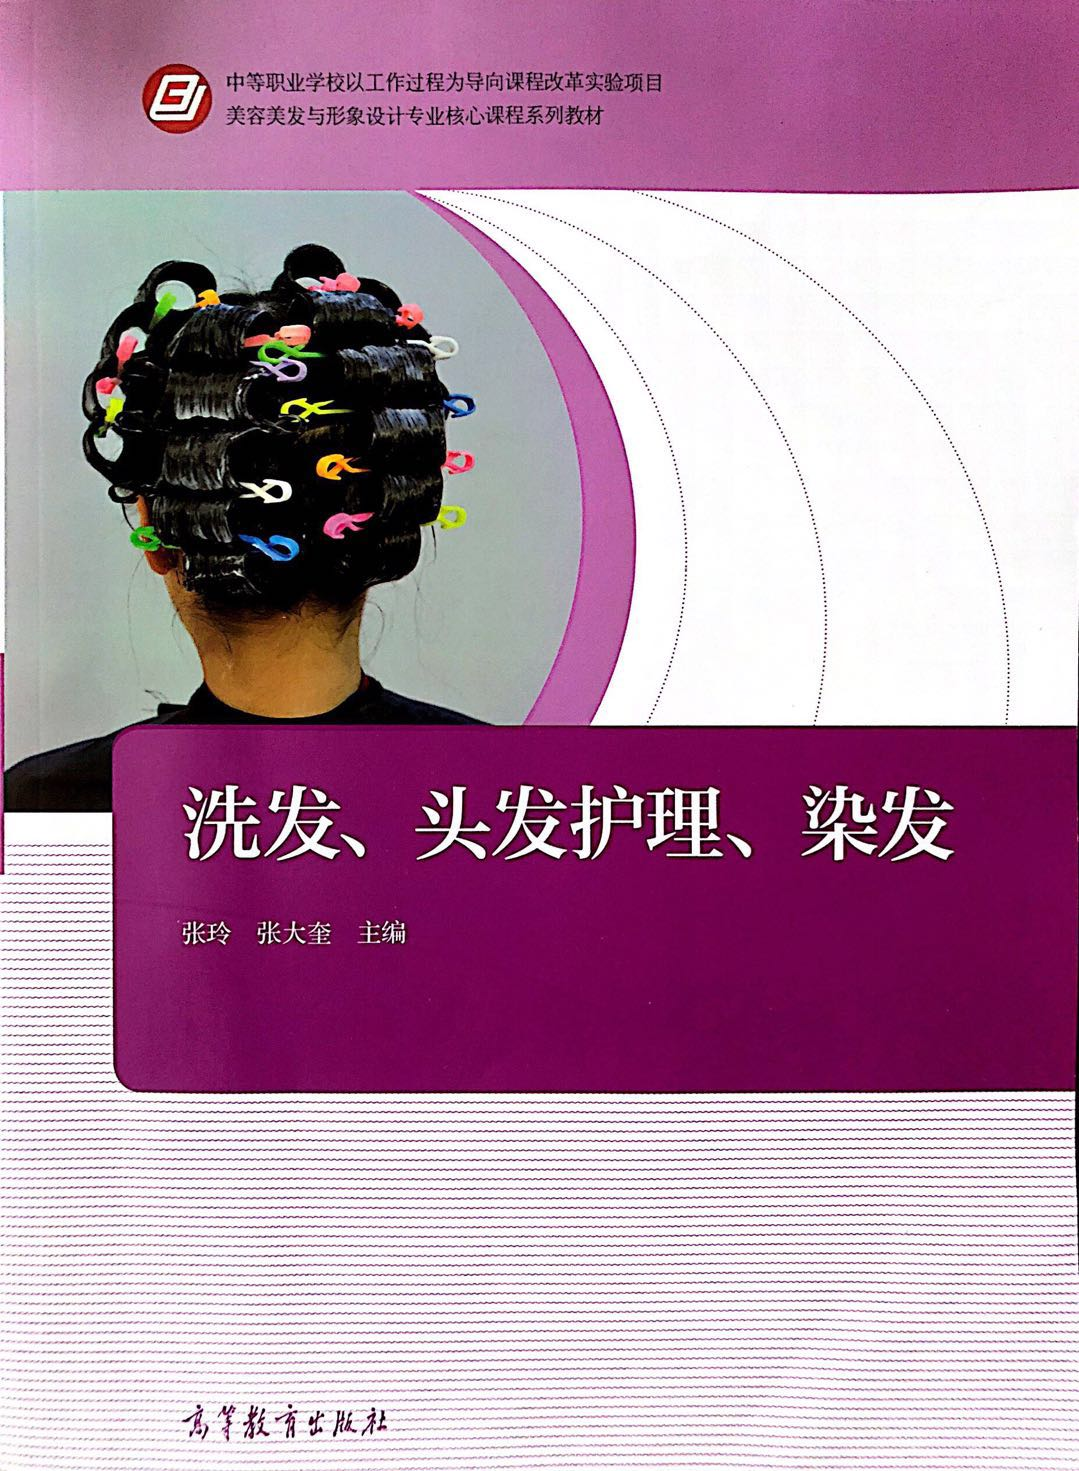 中等职业学校以工作过程为导向课程改革实验项目
美容美发与形象设计专业核心课程系列教材
洗发、头发护理、染发
张玲 张大奎 主编
高等教育出版社